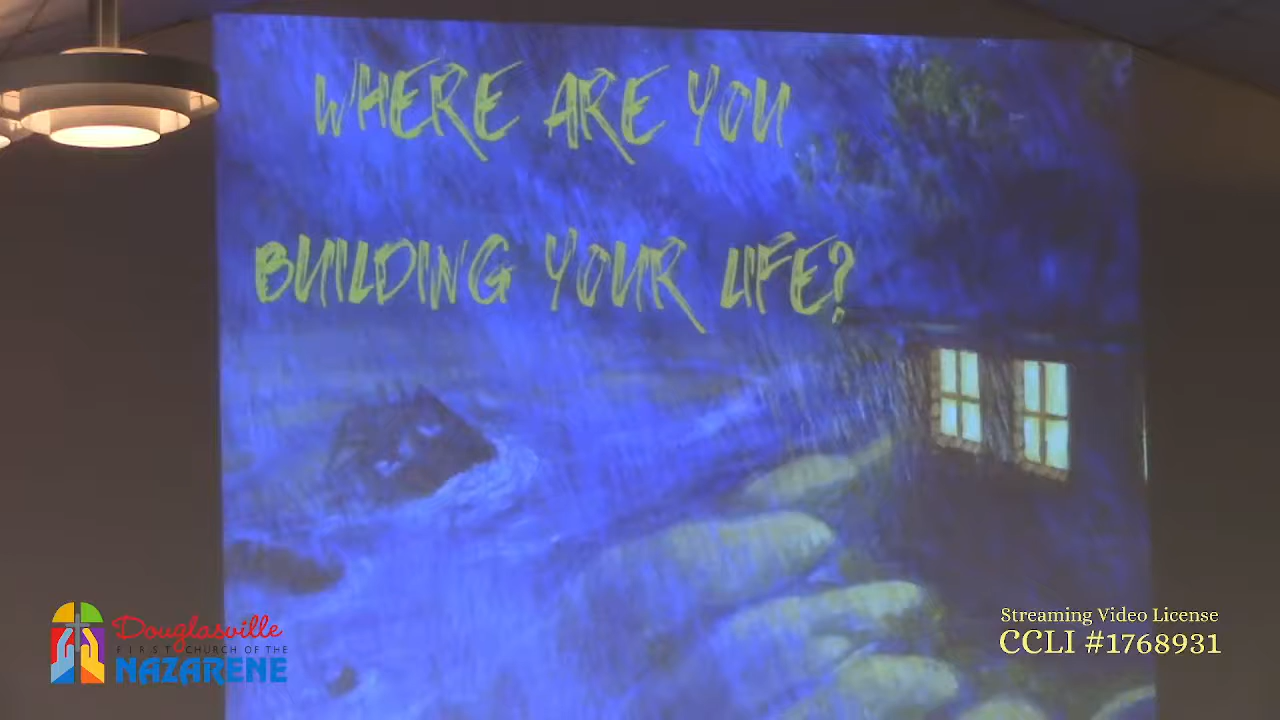 WHERE ARE YOU
BUILDING YOUR LIFE?
Douglasville
FIRST CHURCH OF THE
NAZARENE
Streaming Video License
CCLI #1768931